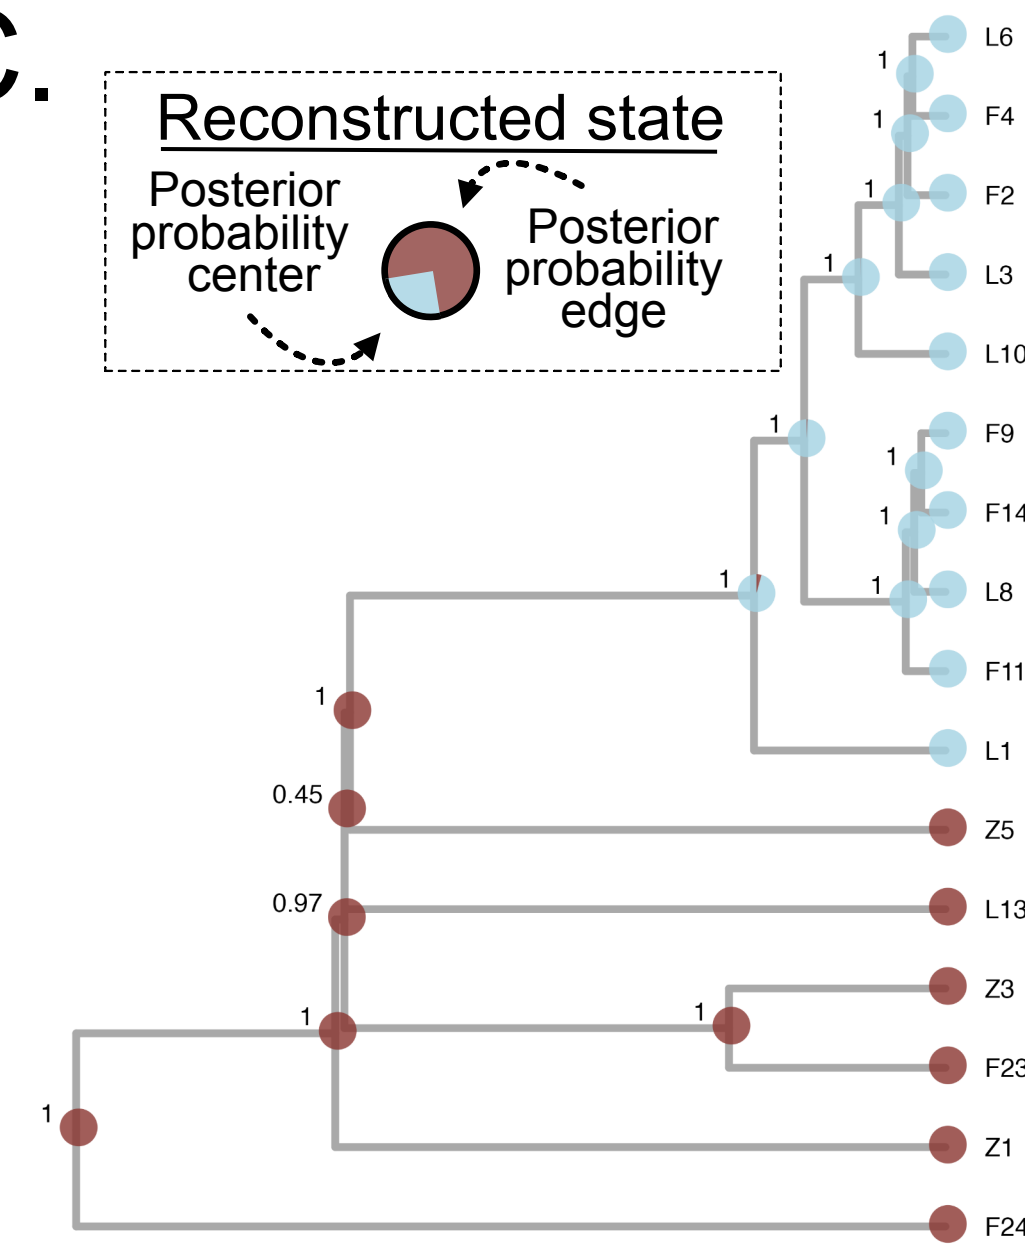 C.
Reconstructed state
Posterior
probability
center
Posterior
probability
edge
L6
1
F4
1
F2
1
L3
1
L10
F9
1
1
F14
1
L8
1
1
F11
1
L1
0.45
Z5
0.97
L13
Z3
1
1
F23
1
Z1
F24